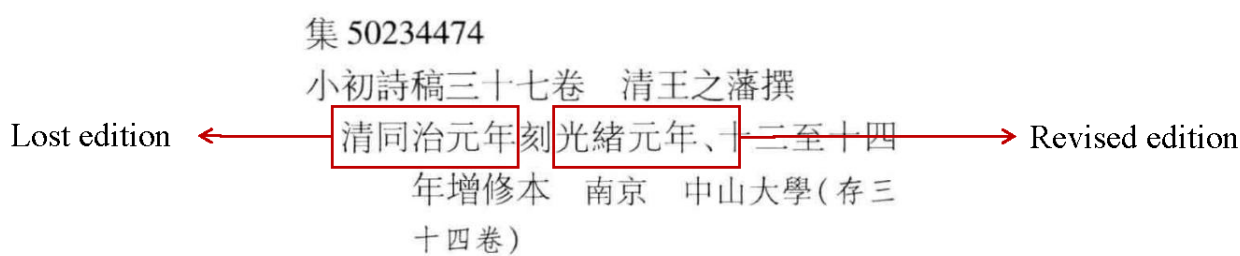 集 50234474
小初詩稿三十七卷 清王之藩撰
Lost edition
清同治元年刻光緒元年、十二至十四
Revised edition
年增修本 南京 中山大學(存三
十四卷)